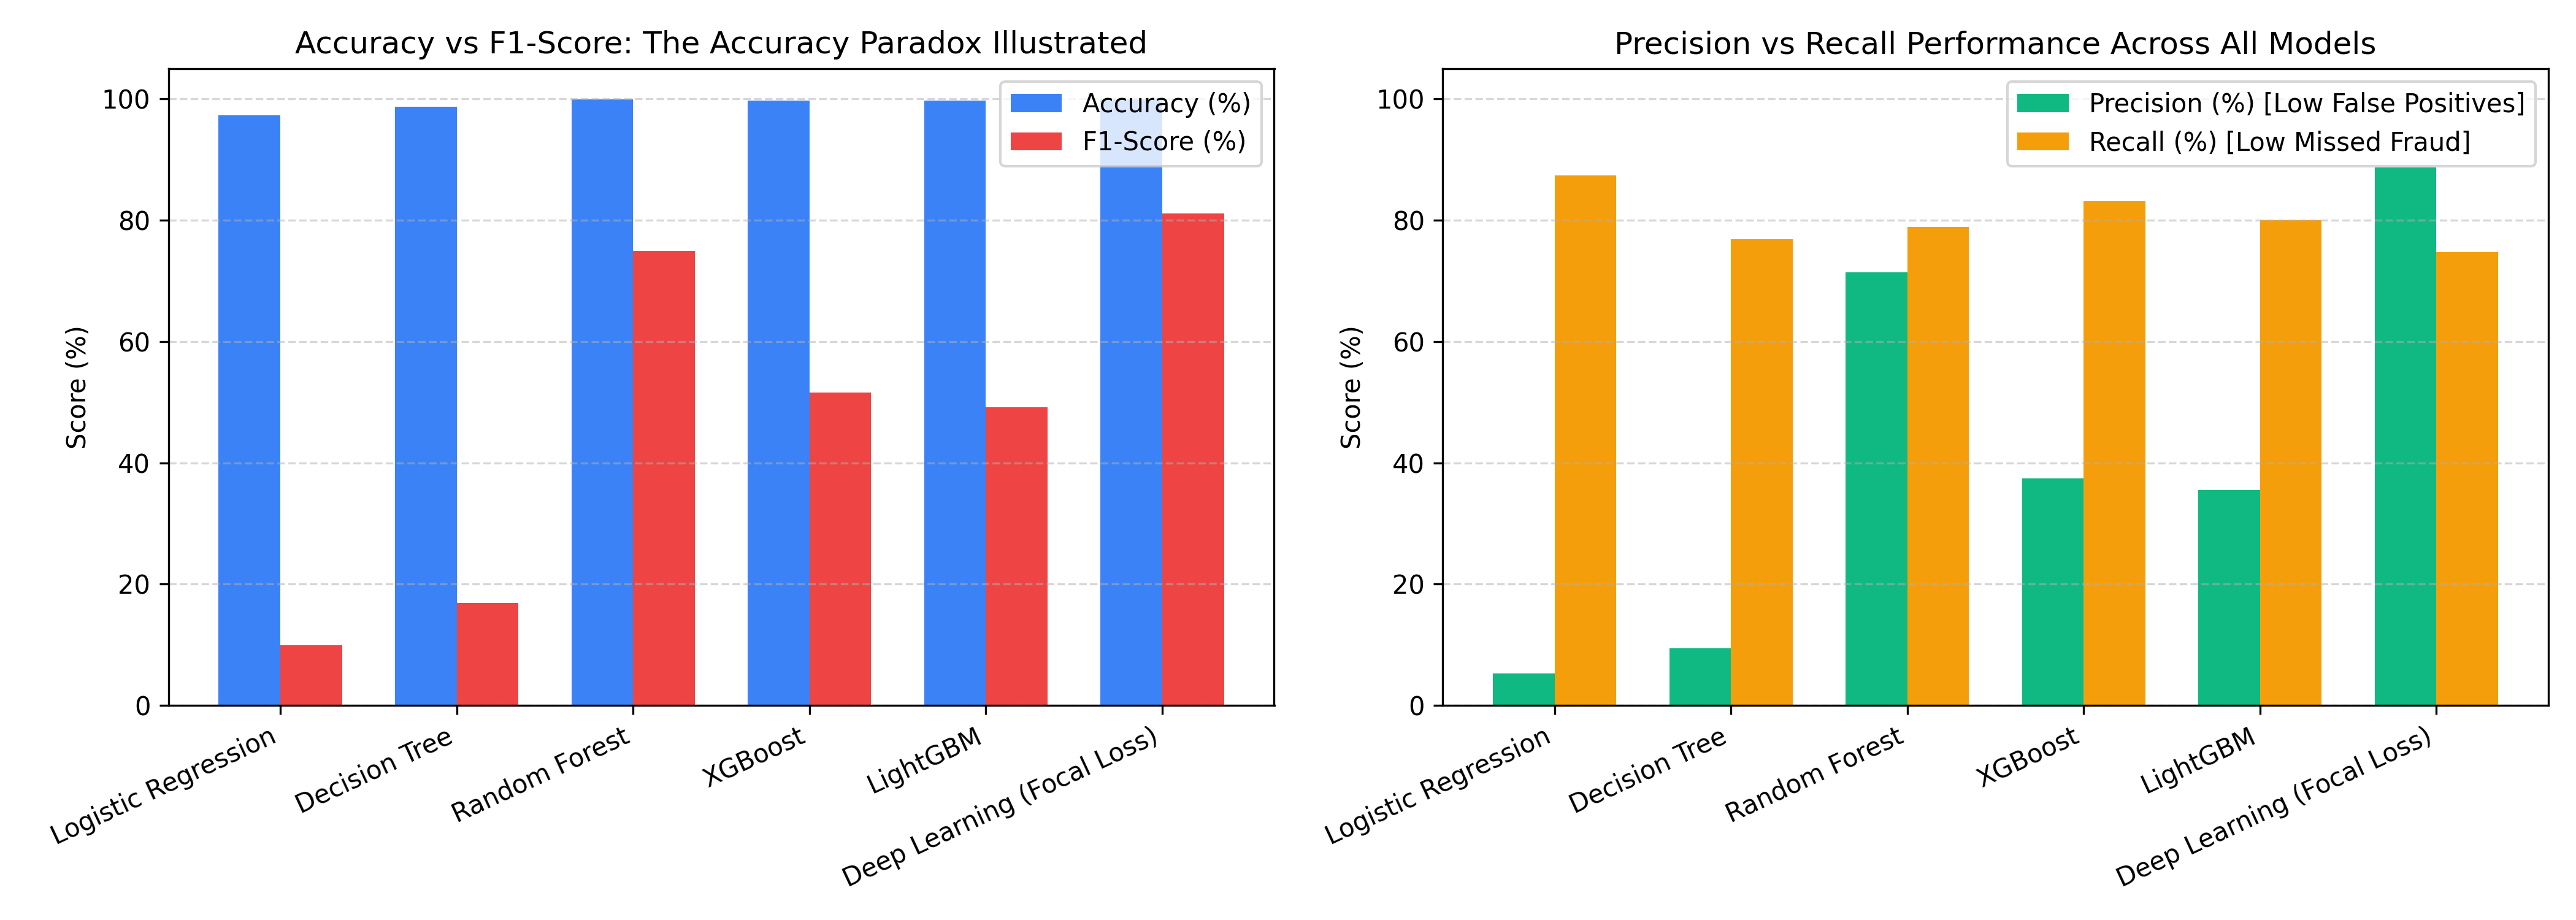 Accuracy vs F1-Score: The Accuracy Paradox Illustrated
Score (%)
100
80
60
40
20
0
Accuracy (%)
F1-Score (%)
Logistic Regression
Decision Tree
Random Forest
XGBoost
LightGBM
Deep Learning (Focal Loss)
Precision vs Recall Performance Across All Models
Score (%)
100
80
60
40
20
0
Precision (%) [Low False Positives]
Recall (%) [Low Missed Fraud]
Logistic Regression
Decision Tree
Random Forest
XGBoost
LightGBM
Deep Learning (Focal Loss)